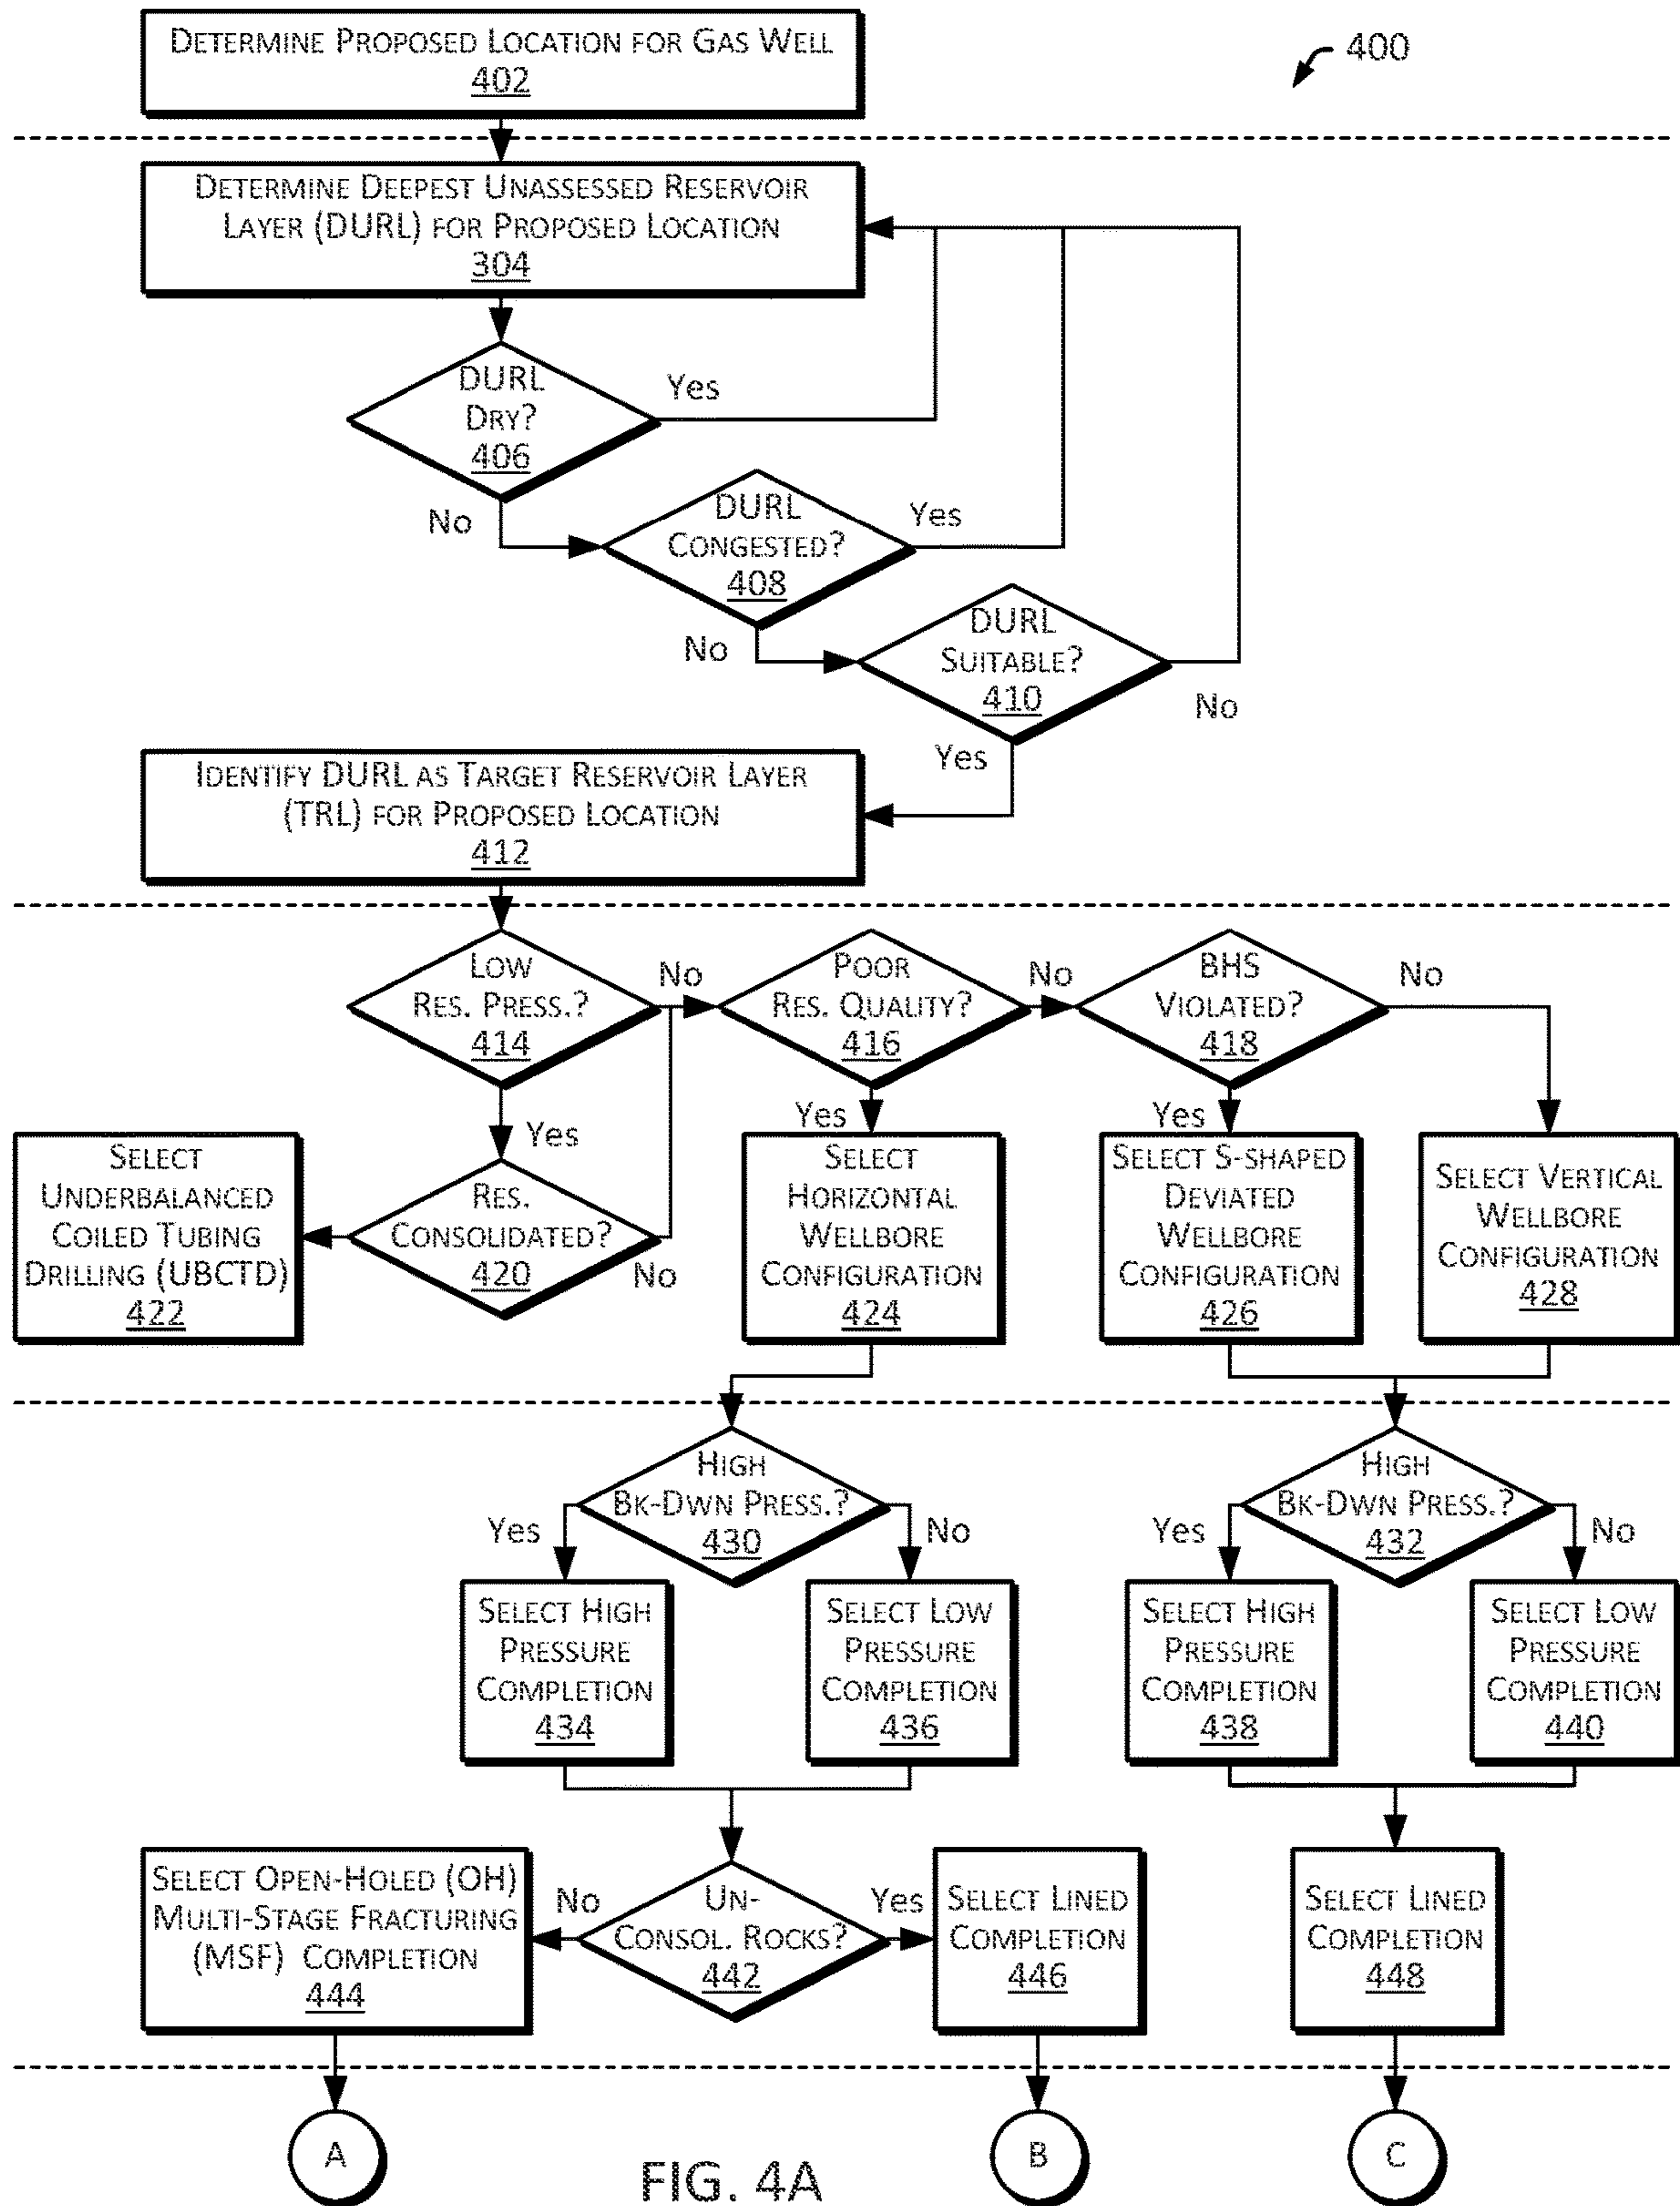 DETERMINE PROPOSED LOCATION FOR GAS WELL
402
400
DETERMINE DEEPEST UNASSESSED RESERVOIR
LAYER (DURL) FOR PROPOSED LOCATION
304
DURL
DRY?
406
Yes
No
DURL
CONGESTED?
408
Yes
No
DURL
SUITABLE?
410
No
Yes
IDENTIFY DURL AS TARGET RESERVOIR LAYER
(TRL) FOR PROPOSED LOCATION
412
LOW
RES. PRESS.?
414
No
Yes
POOR
RES. QUALITY?
416
No
Yes
BHS
VIOLATED?
418
No
Yes
SELECT
UNDERBALANCED
COILED TUBING
DRILLING (UBCTD)
422
RES.
CONSOLIDATED?
420
No
SELECT
HORIZONTAL
WELLBORE
CONFIGURATION
424
SELECT S-SHAPED
DEVIATED
WELLBORE
CONFIGURATION
426
SELECT VERTICAL
WELLBORE
CONFIGURATION
428
HIGH
BK-DWN PRESS.?
430
Yes
No
HIGH
BK-DWN PRESS.?
432
Yes
No
SELECT HIGH
PRESSURE
COMPLETION
434
SELECT LOW
PRESSURE
COMPLETION
436
SELECT HIGH
PRESSURE
COMPLETION
438
SELECT LOW
PRESSURE
COMPLETION
440
SELECT OPEN-HOLED (OH)
MULTI-STAGE FRACTURING
(MSF) COMPLETION
444
No
UN-
CONSOL. ROCKS?
442
Yes
SELECT LINED
COMPLETION
446
SELECT LINED
COMPLETION
448
A
B
C
FIG. 4A